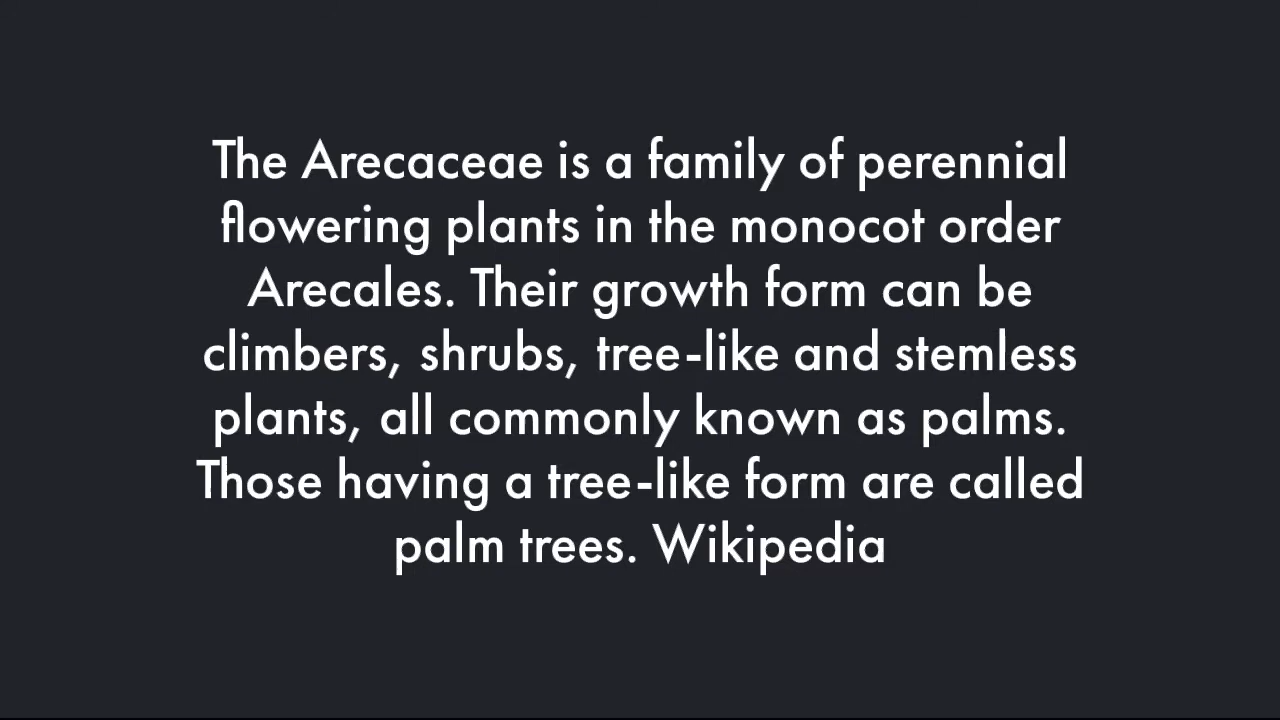 The Arecaceae is a family of perennial
flowering plants in the monocot order
Arecales. Their growth form can be
climbers, shrubs, tree-like and stemless
plants, all commonly known as palms.
Those having a tree-like form are called
palm trees. Wikipedia